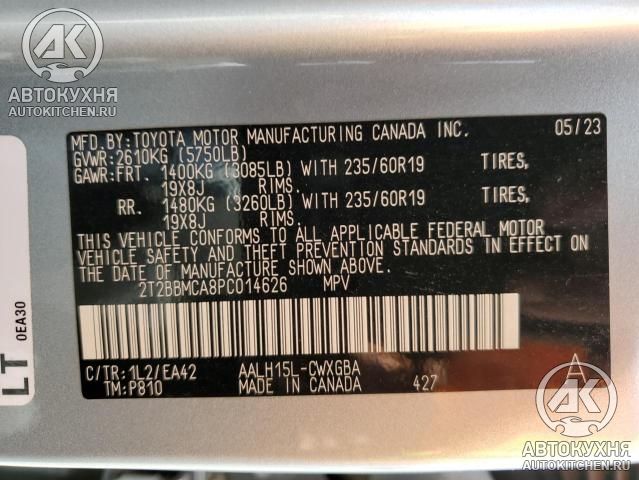 АВТОКУХНЯ
AUTOKITCHEN.RU
MFD.BY:TOYOTA MOTOR MANUFACTURING CANADA INC. 05/23
GVWR:2610KG (5750LB)
GAWR:FRT. 1400KG (3085LB) WITH 235/60R19 TIRES,
19X8J RIMS,
RR. 1480KG (3260LB) WITH 235/60R19 TIRES,
19X8J RIMS.
THIS VEHICLE CONFORMS TO ALL APPLICABLE FEDERAL MOTOR
VEHICLE SAFETY AND THEFT PREVENTION STANDARDS IN EFFECT ON
THE DATE OF MANUFACTURE SHOWN ABOVE.
2T2BBMCA8PC014626 MPV
C/TR:1L2/EA42 AALH15L-CWXGBA A
TM:P810 MADE IN CANADA 427
LT 0EA30
АК
АВТОКУХНЯ
AUTOKITCHEN.RU
АК